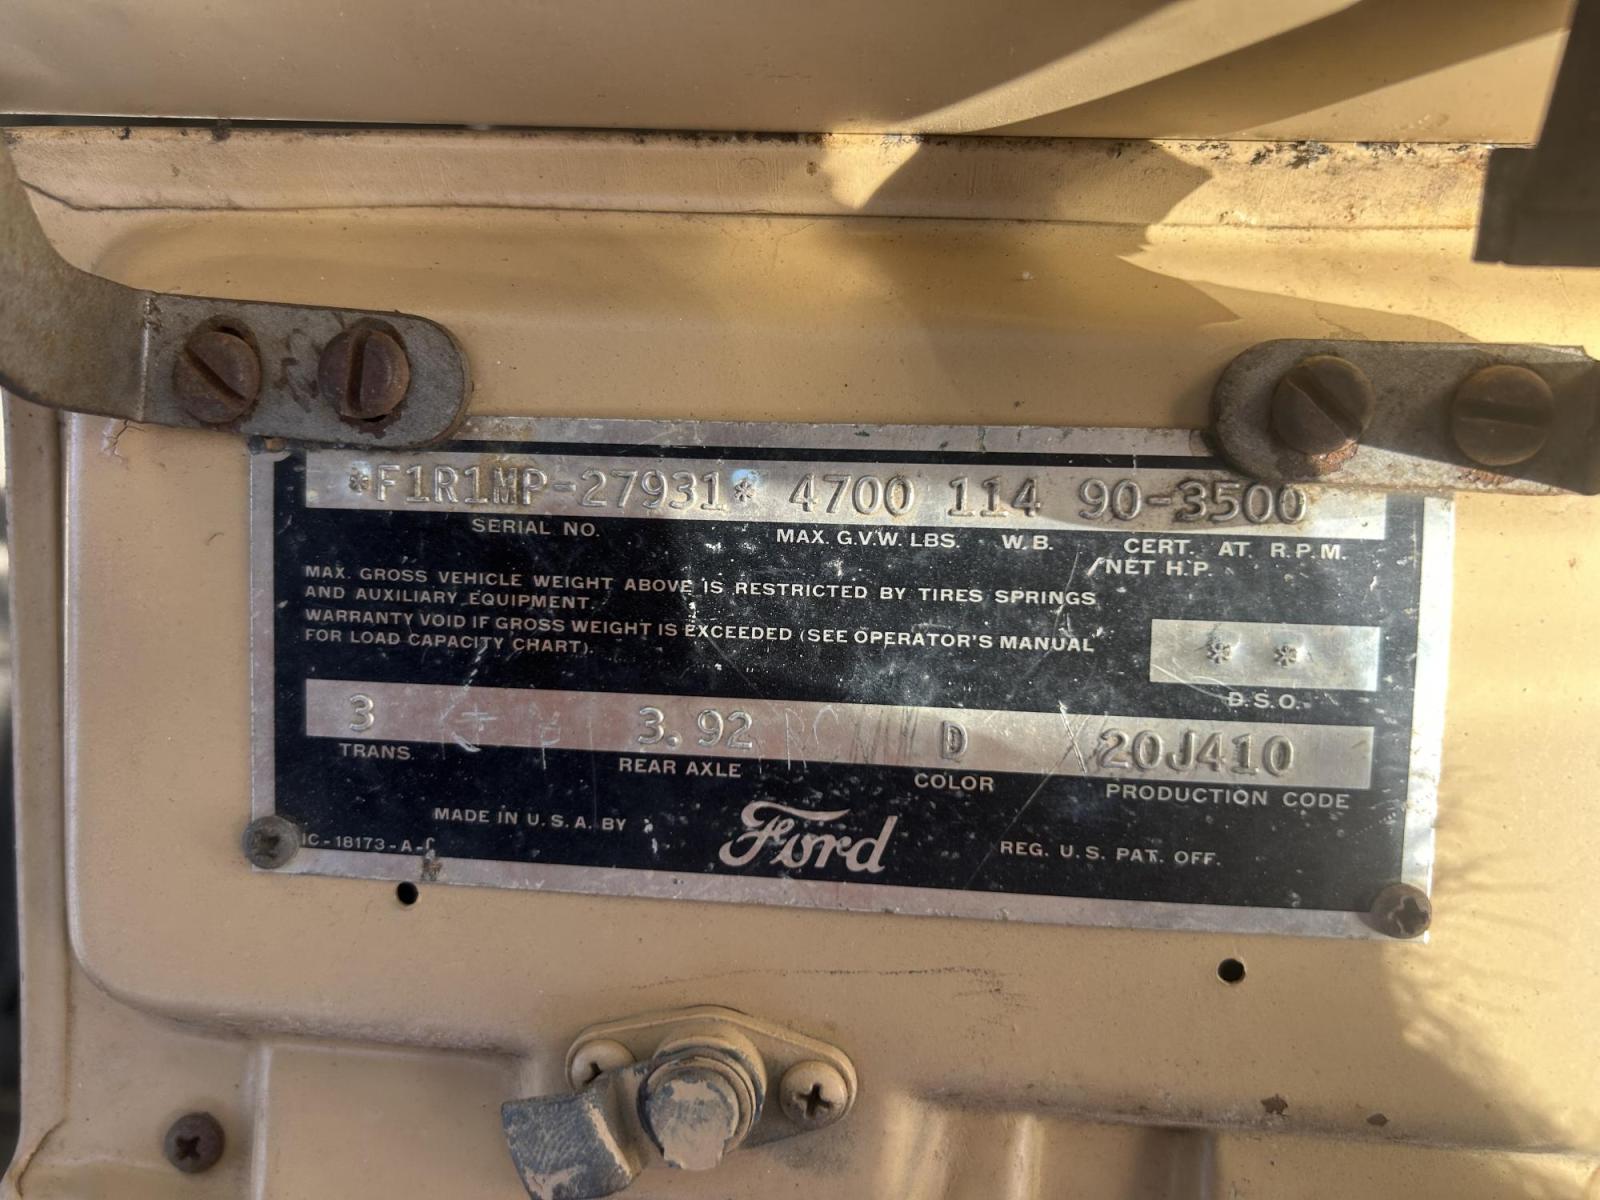 *F1R1MP-27931* 4700 114 90-3500
SERIAL NO. MAX. G.V.W. LBS. W.B. CERT. AT R.P.M.
NET H.P.
MAX. GROSS VEHICLE WEIGHT ABOVE IS RESTRICTED BY TIRES SPRINGS
AND AUXILIARY EQUIPMENT.
WARRANTY VOID IF GROSS WEIGHT IS EXCEEDED (SEE OPERATOR'S MANUAL
FOR LOAD CAPACITY CHART).
* *
D.S.O.
3 3.92 D 20J410
TRANS. REAR AXLE COLOR PRODUCTION CODE
MADE IN U.S.A. BY Ford REG. U.S. PAT. OFF.
1C-18173-A-C